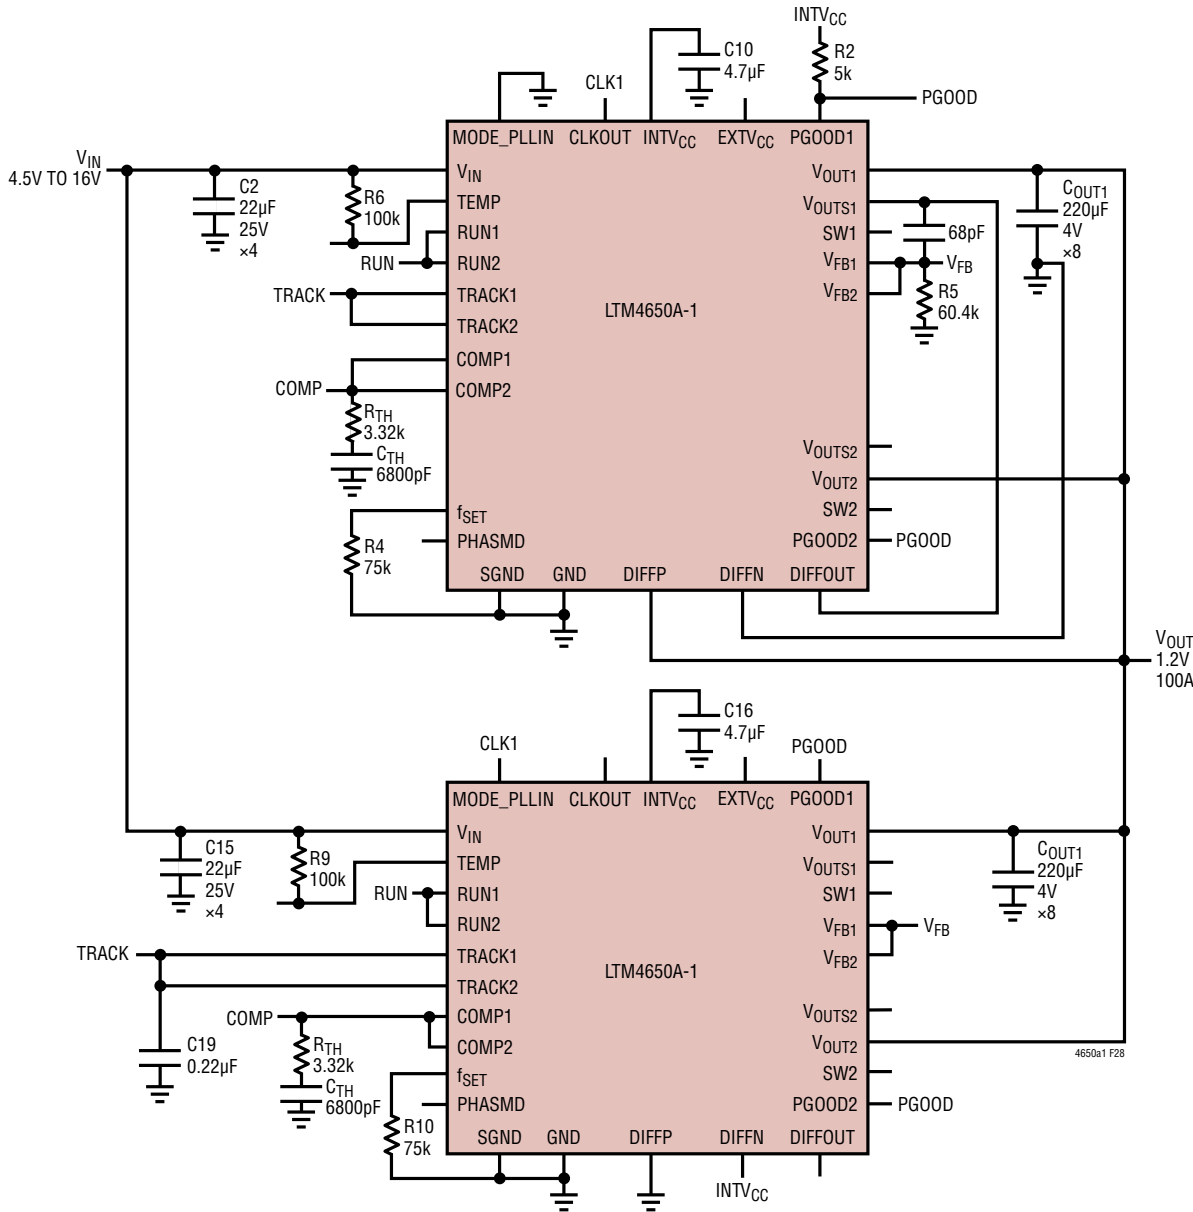 INTVCC
R2
5k
PGOOD
C10
4.7µF
CLK1
MODE_PLLIN CLKOUT INTVCC EXTVCC PGOOD1
VIN
4.5V TO 16V
C2
22µF
25V
×4
R6
100k
RUN
TRACK
COMP
RTH
3.32k
CTH
6800pF
R4
75k
VIN
TEMP
RUN1
RUN2
TRACK1
TRACK2
COMP1
COMP2
fSET
PHASMD
LTM4650A-1
VOUT1
VOUTS1
SW1
VFB1
VFB2
VOUTS2
VOUT2
SW2
PGOOD2
SGND GND DIFFP DIFFN DIFFOUT
68pF
VFB
R5
60.4k
COUT1
220µF
4V
×8
PGOOD
VOUT
1.2V
100A
C16
4.7µF
CLK1
PGOOD
MODE_PLLIN CLKOUT INTVCC EXTVCC PGOOD1
C15
22µF
25V
×4
R9
100k
RUN
TRACK
C19
0.22µF
COMP
RTH
3.32k
CTH
6800pF
R10
75k
VIN
TEMP
RUN1
RUN2
TRACK1
TRACK2
COMP1
COMP2
fSET
PHASMD
LTM4650A-1
VOUT1
VOUTS1
SW1
VFB1
VFB2
VOUTS2
VOUT2
SW2
PGOOD2
SGND GND DIFFP DIFFN DIFFOUT
COUT1
220µF
4V
×8
VFB
4650a1 F28
PGOOD
INTVCC